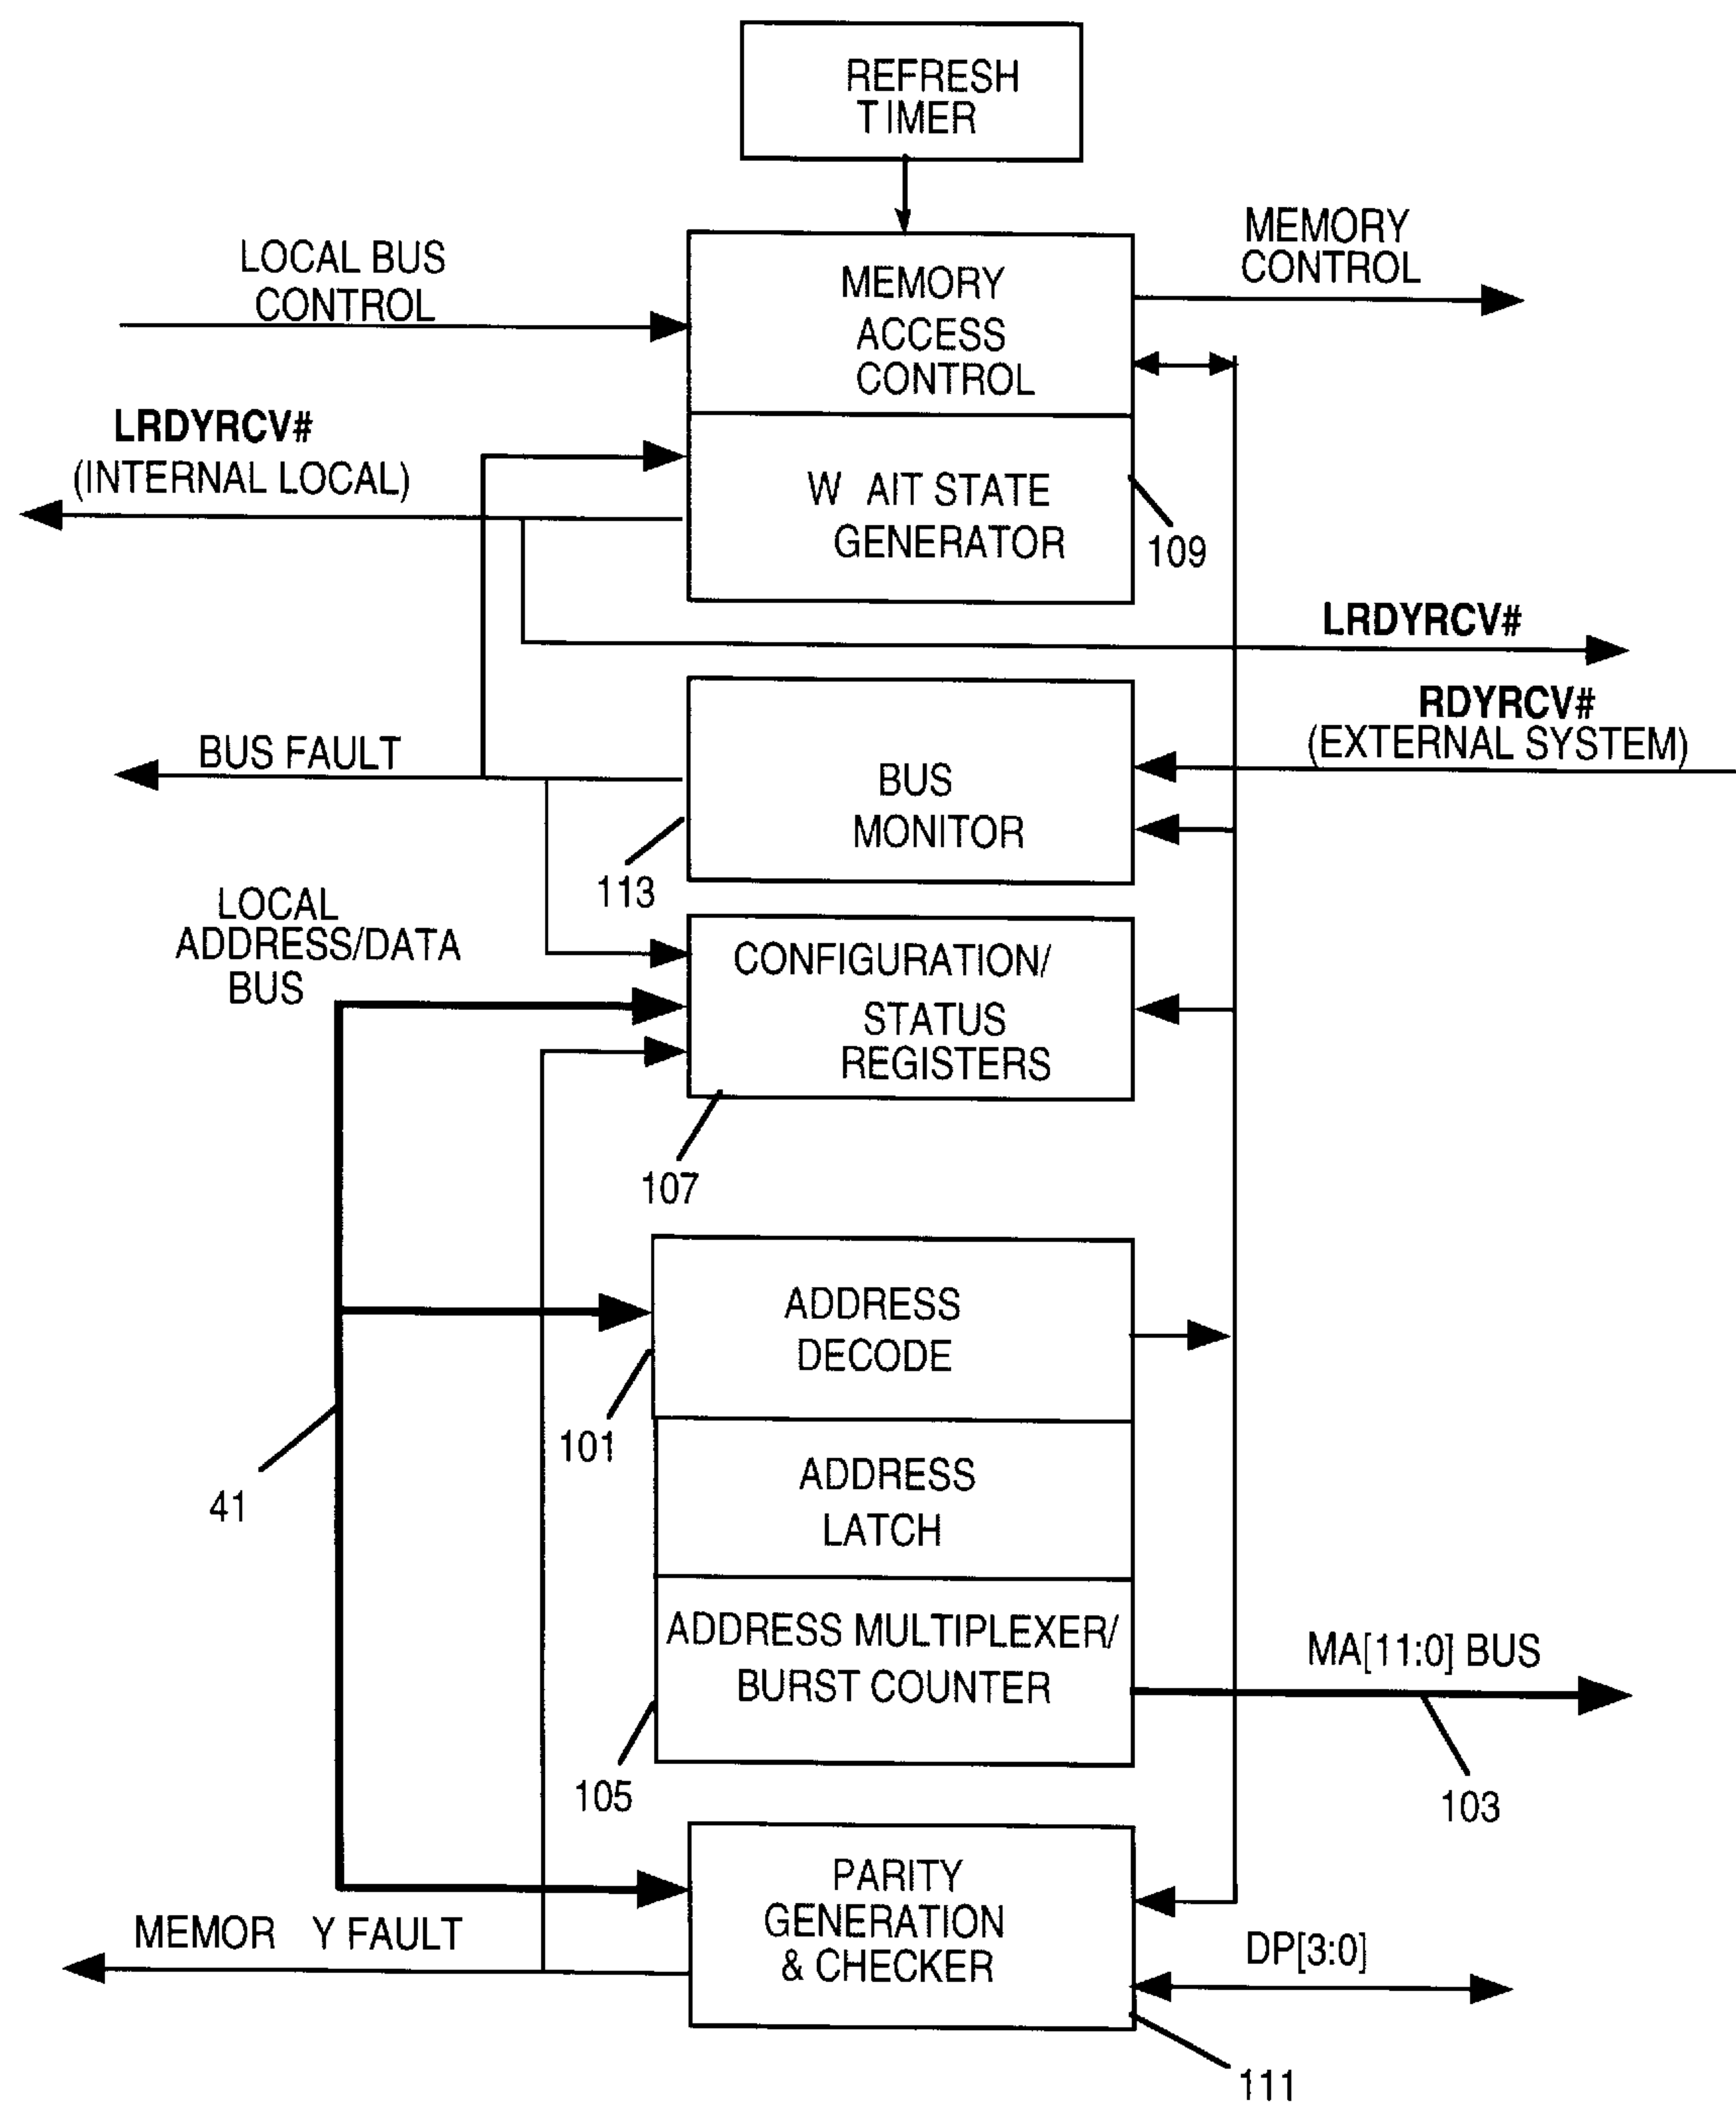 REFRESH
TIMER
LOCAL BUS
CONTROL
MEMORY
ACCESS
CONTROL
MEMORY
CONTROL
LRDYRCV#
(INTERNAL LOCAL)
W AIT STATE
GENERATOR
109
LRDYRCV#
RDYRCV#
(EXTERNAL SYSTEM)
BUS FAULT
BUS
MONITOR
113
LOCAL
ADDRESS/DATA
BUS
CONFIGURATION/
STATUS
REGISTERS
107
ADDRESS
DECODE
101
41
ADDRESS
LATCH
ADDRESS MULTIPLEXER/
BURST COUNTER
MA[11:0] BUS
105
103
PARITY
GENERATION
& CHECKER
MEMOR Y FAULT
DP[3:0]
111